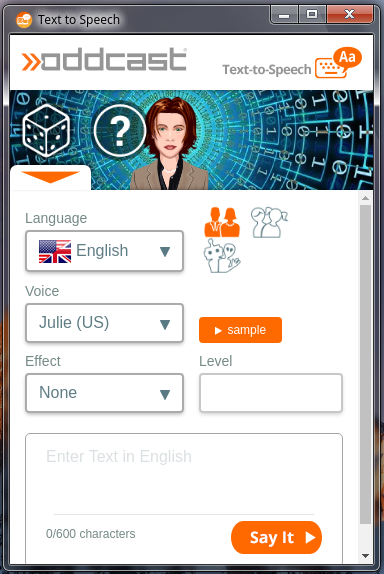 Text to Speech
oddcast®
Text-to-Speech Aa
?
Language
English
Voice
Julie (US)
sample
Effect
Level
None
Enter Text in English
0/600 characters
Say It